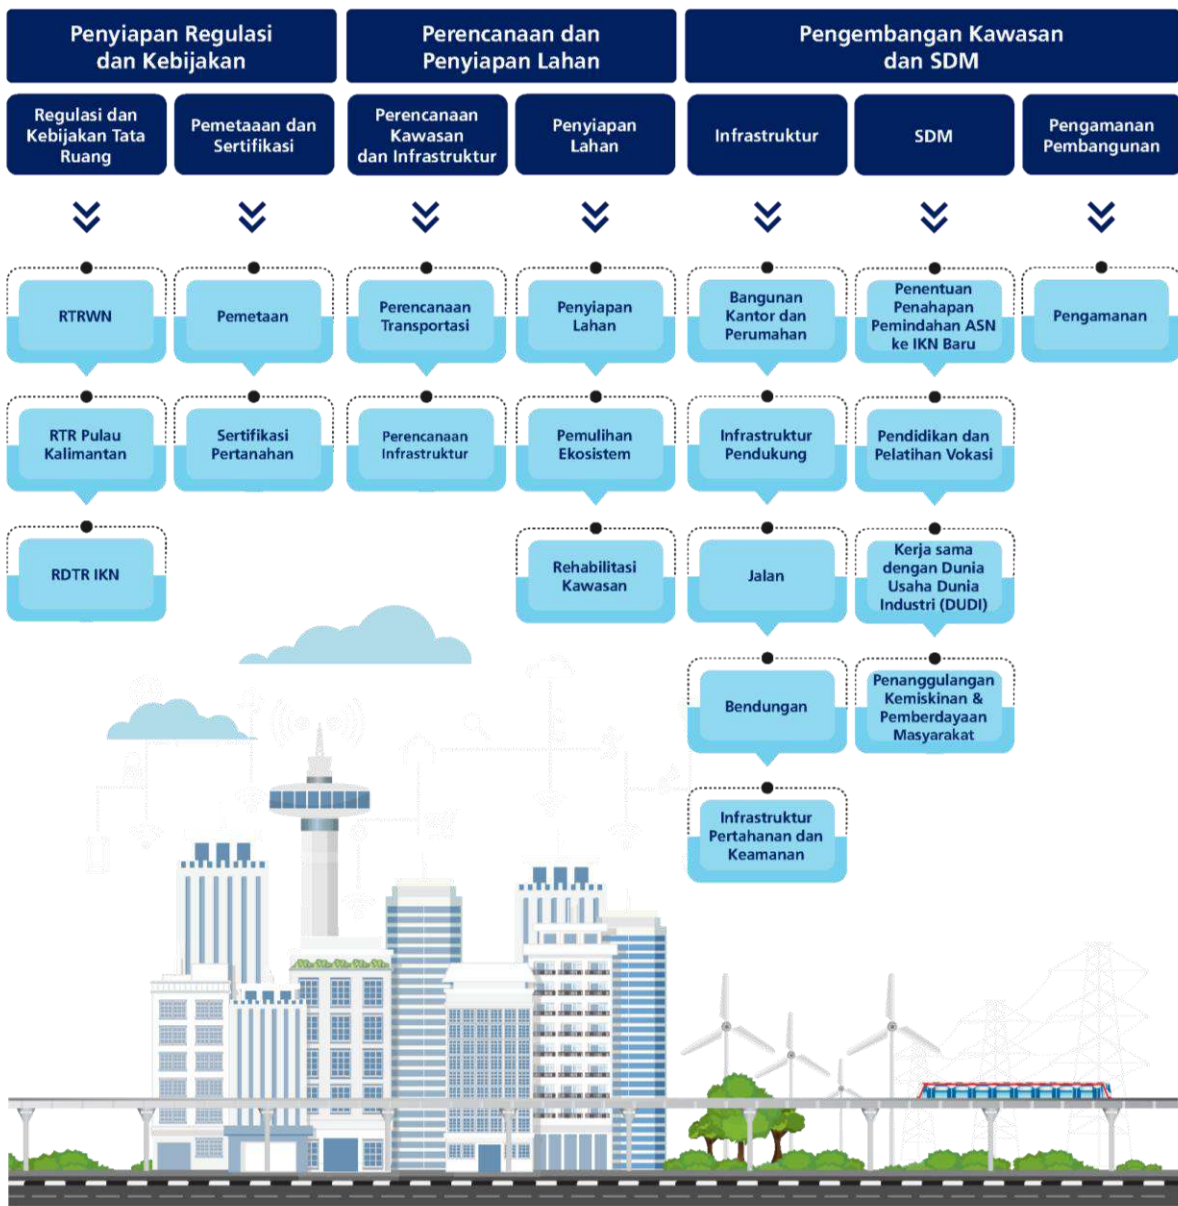 Penyiapan Regulasi
dan Kebijakan
Perencanaan dan
Penyiapan Lahan
Pengembangan Kawasan
dan SDM
Regulasi dan
Kebijakan Tata
Ruang
Pemetaaan dan
Sertifikasi
Perencanaan
Kawasan
dan Infrastruktur
Penyiapan
Lahan
Infrastruktur
SDM
Pengamanan
Pembangunan
RTRWN
Pemetaan
Perencanaan
Transportasi
Penyiapan
Lahan
Bangunan
Kantor dan
Perumahan
Penentuan
Penahapan
Pemindahan ASN
ke IKN Baru
Pengamanan
RTR Pulau
Kalimantan
Sertifikasi
Pertanahan
Perencanaan
Infrastruktur
Pemulihan
Ekosistem
Infrastruktur
Pendukung
Pendidikan dan
Pelatihan Vokasi
RDTR IKN
Rehabilitasi
Kawasan
Jalan
Kerja sama
dengan Dunia
Usaha Dunia
Industri (DUDI)
Bendungan
Penanggulangan
Kemiskinan &
Pemberdayaan
Masyarakat
Infrastruktur
Pertahanan dan
Keamanan